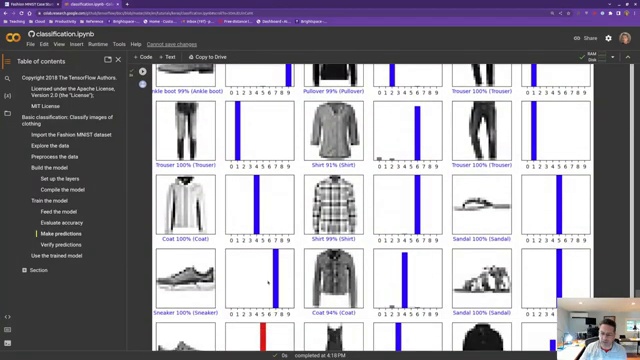 Fashion MNIST Case Stud
classification.ipynb
classification.ipynb
File Edit View Insert Runtime Tools Help Cannot save changes
Share
+ Code + Text Copy to Drive
RAM
Disk
Table of contents
Copyright 2018 The TensorFlow Authors.
Licensed under the Apache License,
Version 2.0 (the "License");
MIT License
Basic classification: Classify images of
clothing
Import the Fashion MNIST dataset
Explore the data
Preprocess the data
Build the model
Set up the layers
Compile the model
Train the model
Feed the model
Evaluate accuracy
Make predictions
Verify predictions
Use the trained model
Section
0 1 2 3 4 5 6 7 8 9
0 1 2 3 4 5 6 7 8 9
0 1 2 3 4 5 6 7 8 9
Ankle boot 99% (Ankle boot)
Pullover 99% (Pullover)
Trouser 100% (Trouser)
0 1 2 3 4 5 6 7 8 9
0 1 2 3 4 5 6 7 8 9
0 1 2 3 4 5 6 7 8 9
Trouser 100% (Trouser)
Shirt 91% (Shirt)
Trouser 100% (Trouser)
0 1 2 3 4 5 6 7 8 9
0 1 2 3 4 5 6 7 8 9
0 1 2 3 4 5 6 7 8 9
Coat 100% (Coat)
Shirt 99% (Shirt)
Sandal 100% (Sandal)
0 1 2 3 4 5 6 7 8 9
0 1 2 3 4 5 6 7 8 9
0 1 2 3 4 5 6 7 8 9
Sneaker 100% (Sneaker)
Coat 94% (Coat)
Sandal 100% (Sandal)
0s completed at 4:18 PM